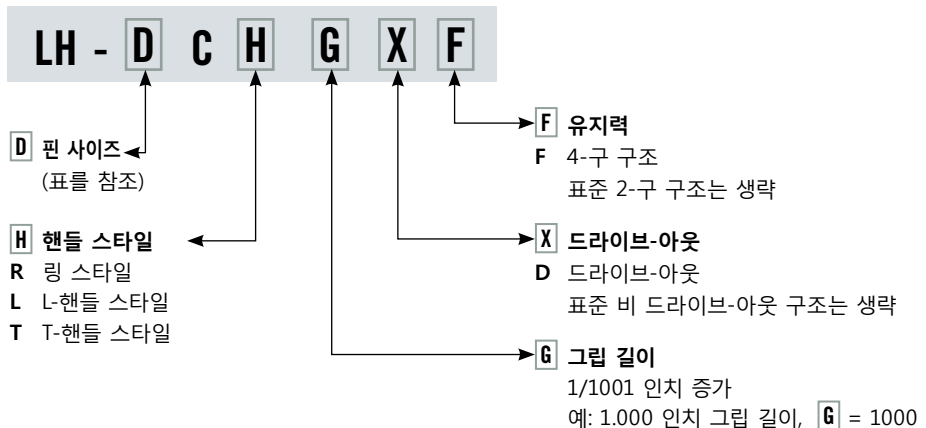 LH - D C H G X F
D 핀 사이즈
(표를 참조)
H 핸들 스타일
R 링 스타일
L L-핸들 스타일
T T-핸들 스타일
F 유지력
F 4-구 구조
표준 2-구 구조는 생략
X 드라이브-아웃
D 드라이브-아웃
표준 비 드라이브-아웃 구조는 생략
G 그립 길이
1/1001 인치 증가
예: 1.000 인치 그립 길이, G = 1000